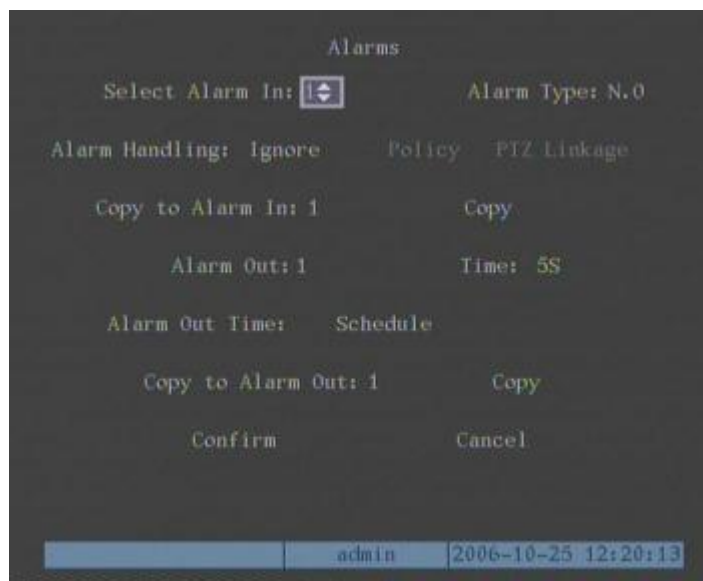 Alarms
Select Alarm In: 1 Alarm Type: N.O
Alarm Handling: Ignore Policy PTZ Linkage
Copy to Alarm In: 1 Copy
Alarm Out: 1 Time: 5S
Alarm Out Time: Schedule
Copy to Alarm Out: 1 Copy
Confirm Cancel
admin 2006-10-25 12:20:13